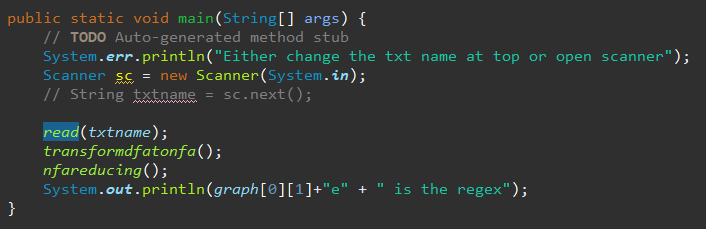 public static void main(String[] args) {
    // TODO Auto-generated method stub
    System.err.println("Either change the txt name at top or open scanner");
    Scanner sc = new Scanner(System.in);
    // String txtname = sc.next();
    read(txtname);
    transformdfatonfa();
    nfareducing();
    System.out.println(graph[0][1]+"e" + " is the regex");
}